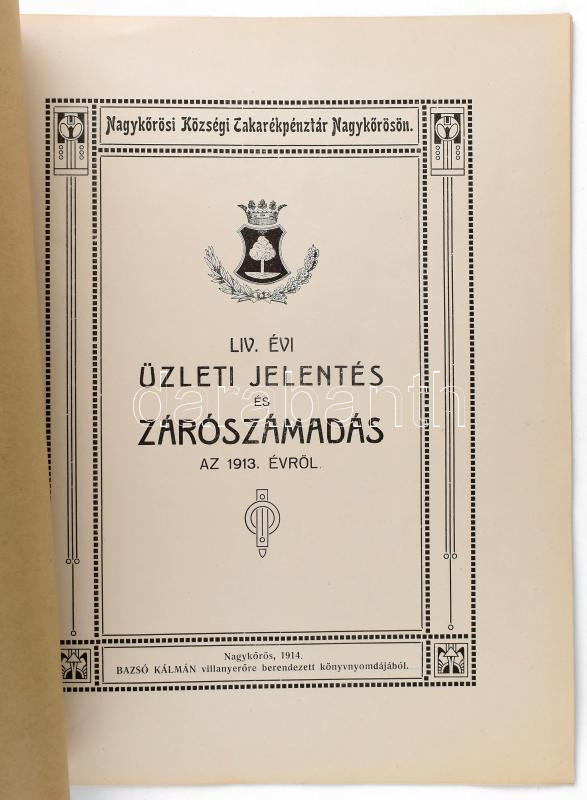 Nagykőrösi Községi Takarékpénztár Nagykőrösön.
LIV. ÉVI
ÜZLETI JELENTÉS
ÉS
ZÁRÓSZÁMADÁS
AZ 1913. ÉVRŐL.
darabanth
Nagykőrös, 1914.
BAZSÓ KÁLMÁN villanyerőre berendezett könyvnyomdájából.